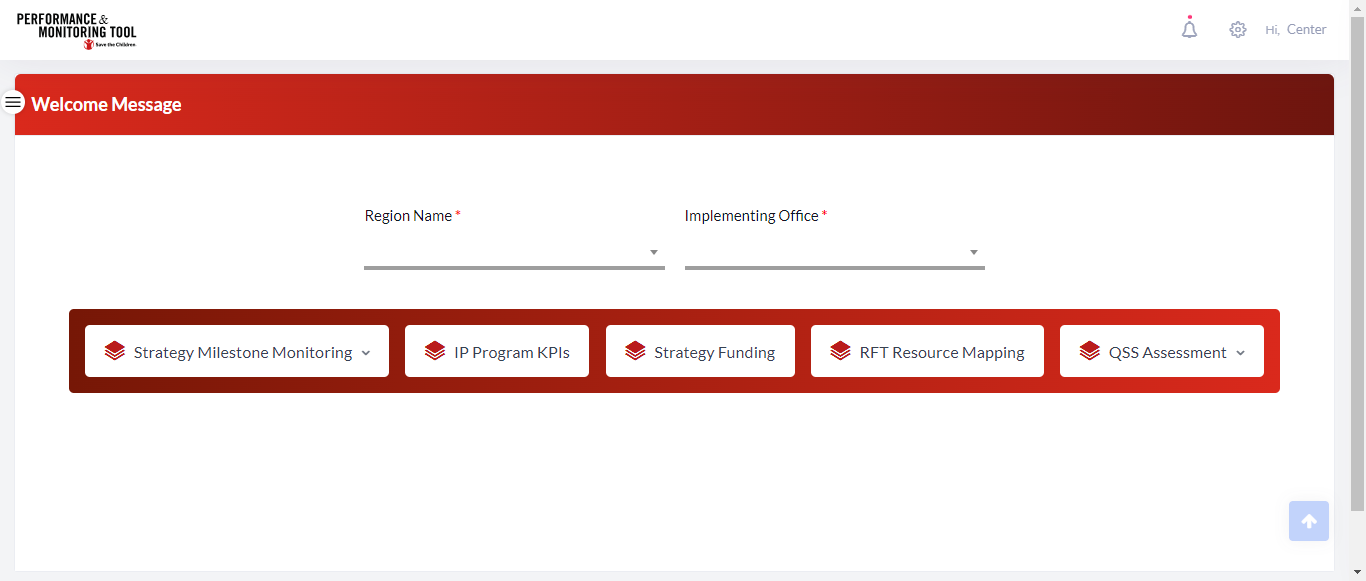 PERFORMANCE &
MONITORING TOOL
Save the Children
Hi, Center
Welcome Message
Region Name *
Implementing Office *
Strategy Milestone Monitoring
IP Program KPIs
Strategy Funding
RFT Resource Mapping
QSS Assessment